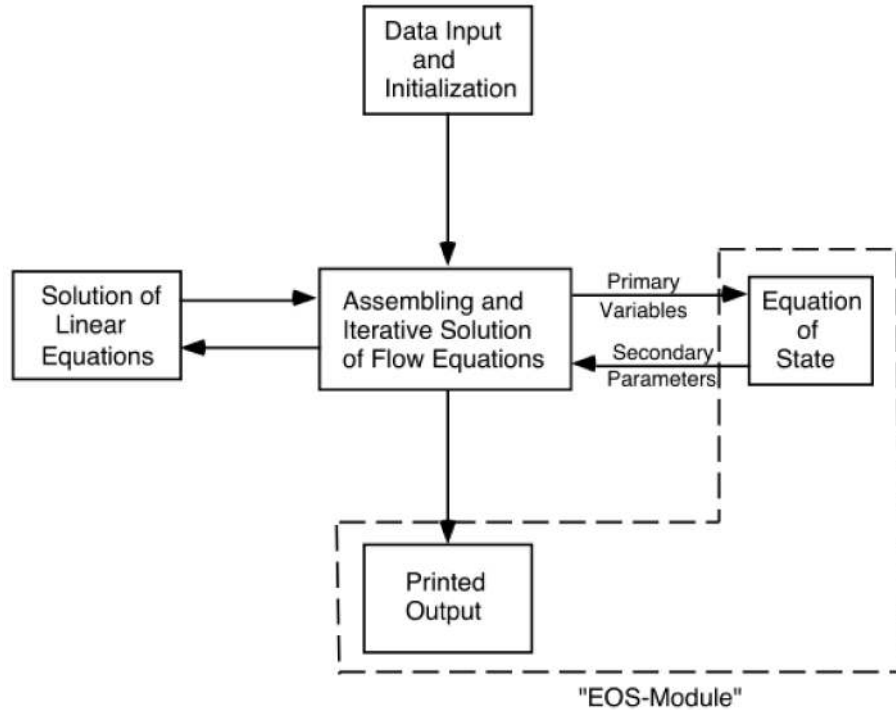 Data Input
and
Initialization
Solution of
Linear
Equations
Assembling and
Iterative Solution
of Flow Equations
Primary
Variables
Secondary
Parameters
Equation
of
State
Printed
Output
"EOS-Module"